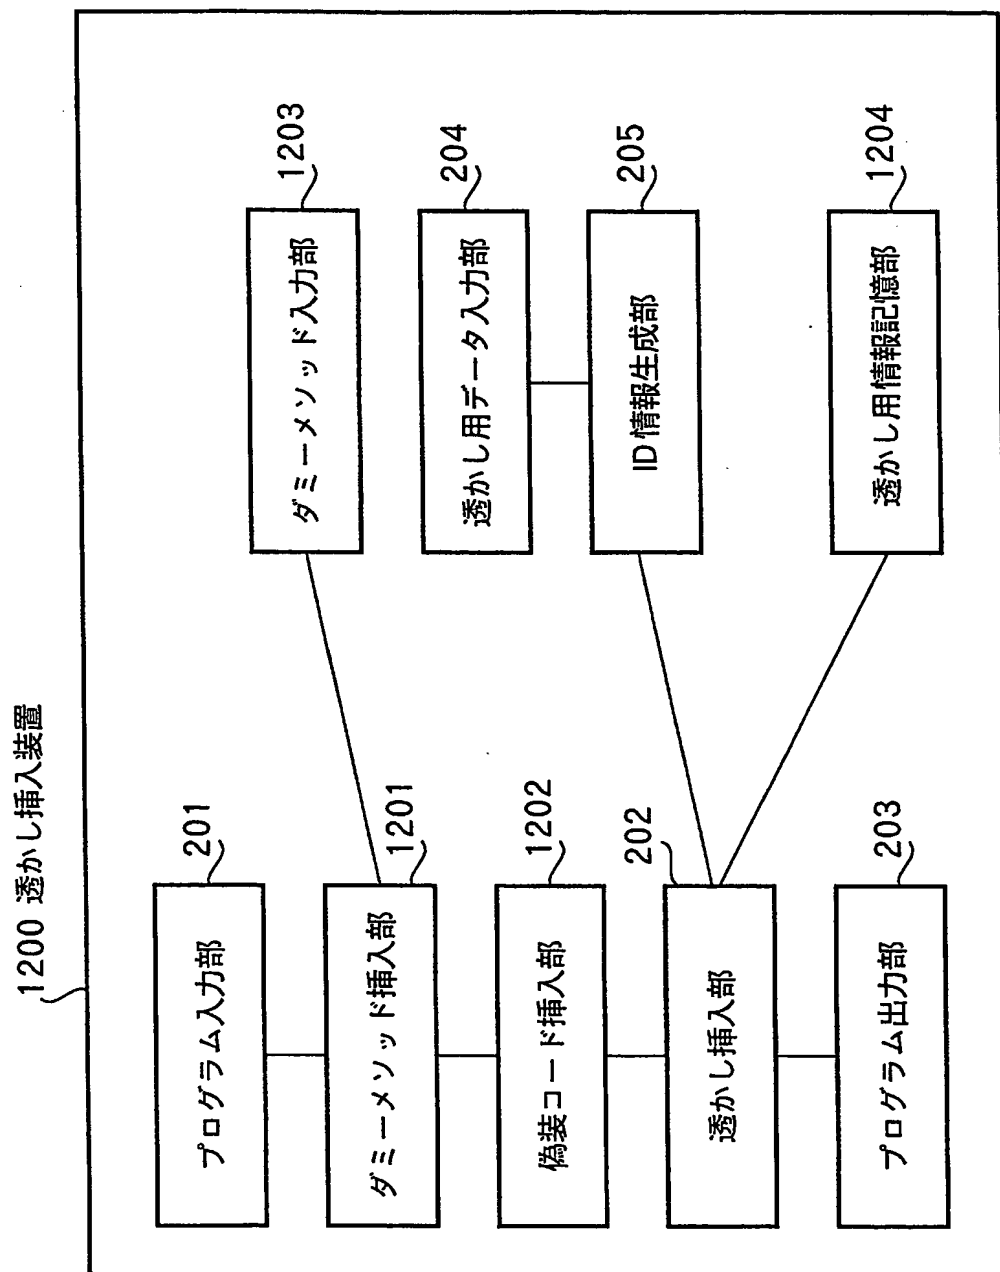 1200 透かし挿入装置
201
プログラム入力部
1201
ダミーメソッド挿入部
1202
偽装コード挿入部
202
透かし挿入部
203
プログラム出力部
1203
ダミーメソッド入力部
204
透かし用データ入力部
205
ID 情報生成部
1204
透かし用情報記憶部